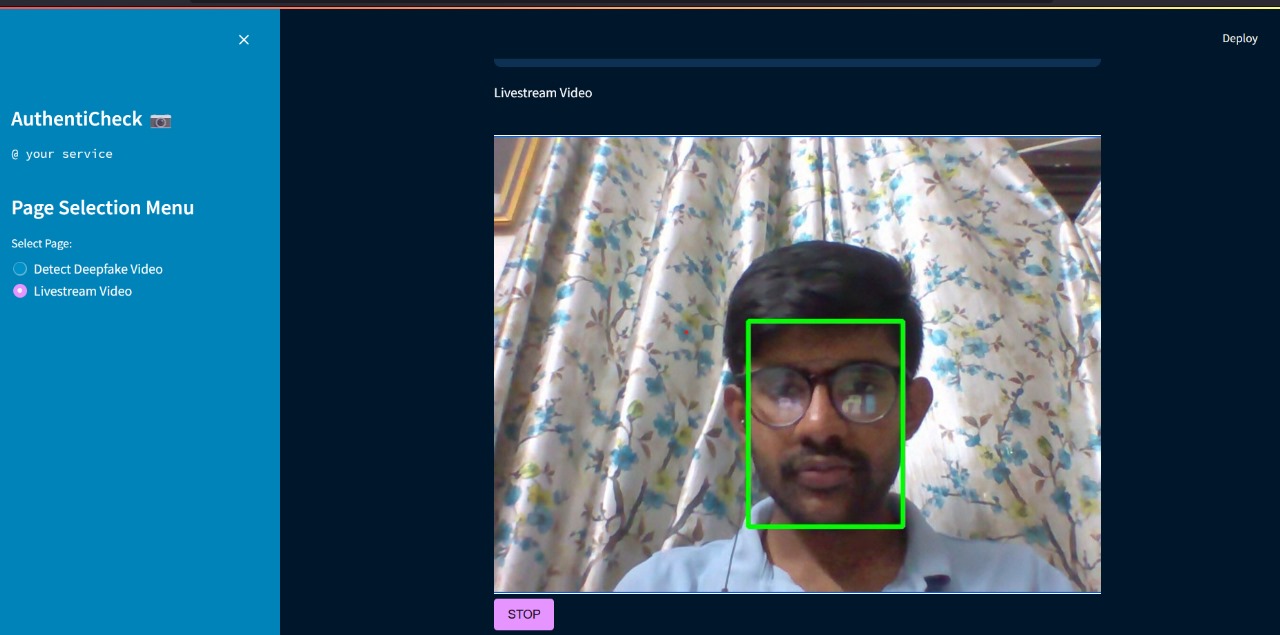 Deploy
AuthentiCheck
@ your service
Page Selection Menu
Select Page:
Detect Deepfake Video
Livestream Video
Livestream Video
STOP